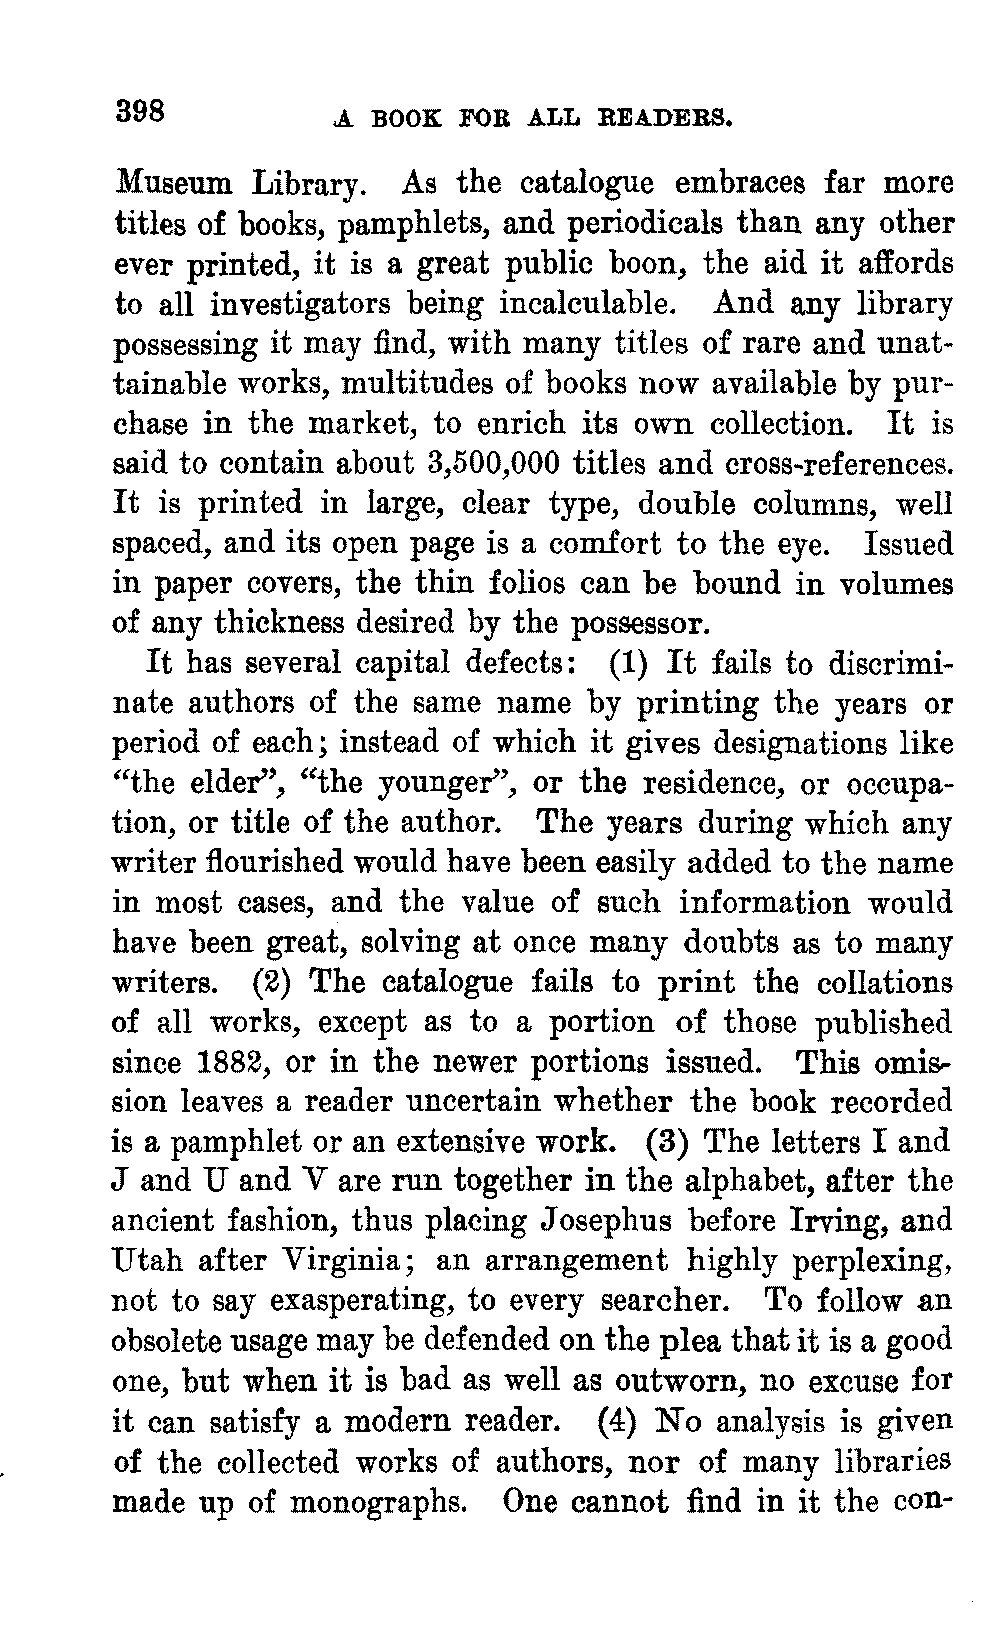 398
A BOOK FOR ALL READERS.
Museum Library. As the catalogue embraces far more
titles of books, pamphlets, and periodicals than any other
ever printed, it is a great public boon, the aid it affords
to all investigators being incalculable. And any library
possessing it may find, with many titles of rare and unat-
tainable works, multitudes of books now available by pur-
chase in the market, to enrich its own collection. It is
said to contain about 3,500,000 titles and cross-references.
It is printed in large, clear type, double columns, well
spaced, and its open page is a comfort to the eye. Issued
in paper covers, the thin folios can be bound in volumes
of any thickness desired by the possessor.
It has several capital defects: (1) It fails to discrimi-
nate authors of the same name by printing the years or
period of each; instead of which it gives designations like
“the elder”, “the younger”, or the residence, or occupa-
tion, or title of the author. The years during which any
writer flourished would have been easily added to the name
in most cases, and the value of such information would
have been great, solving at once many doubts as to many
writers. (2) The catalogue fails to print the collations
of all works, except as to a portion of those published
since 1882, or in the newer portions issued. This omis-
sion leaves a reader uncertain whether the book recorded
is a pamphlet or an extensive work. (3) The letters I and
J and U and V are run together in the alphabet, after the
ancient fashion, thus placing Josephus before Irving, and
Utah after Virginia; an arrangement highly perplexing,
not to say exasperating, to every searcher. To follow an
obsolete usage may be defended on the plea that it is a good
one, but when it is bad as well as outworn, no excuse for
it can satisfy a modern reader. (4) No analysis is given
of the collected works of authors, nor of many libraries
made up of monographs. One cannot find in it the con-